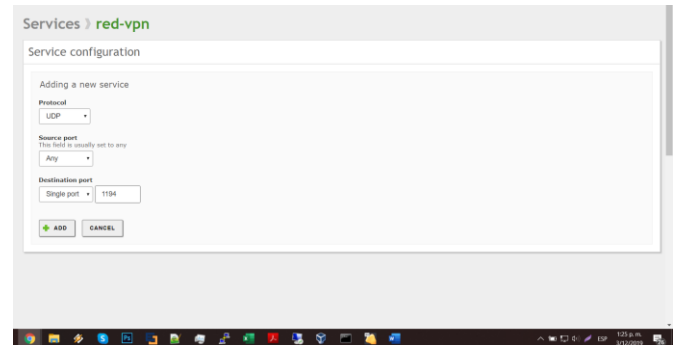 Services » red-vpn
Service configuration
Adding a new service
Protocol
UDP
Source port
This field is usually set to any
Any
Destination port
Single port 1194
ADD CANCEL
ESP 1:25 p. m.
3/12/2019